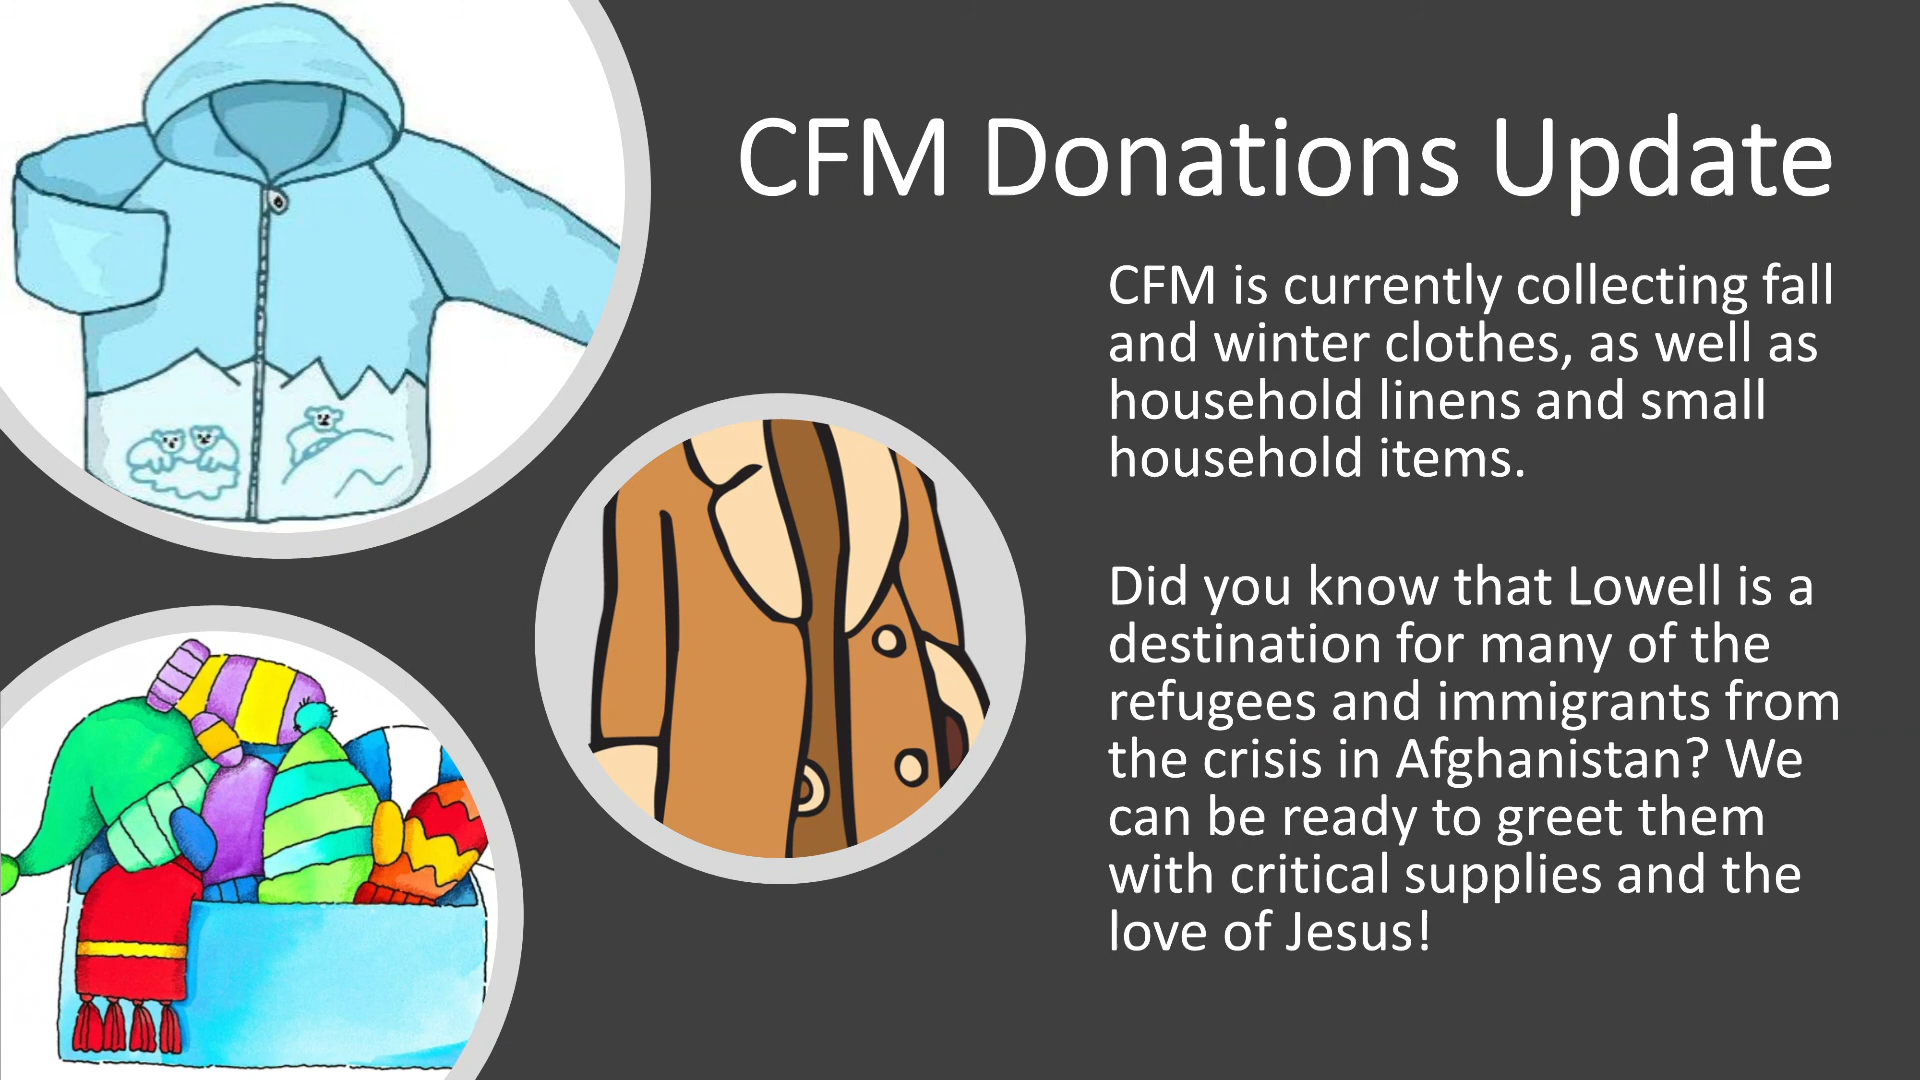 CFM Donations Update
CFM is currently collecting fall
and winter clothes, as well as
household linens and small
household items.
Did you know that Lowell is a
destination for many of the
refugees and immigrants from
the crisis in Afghanistan? We
can be ready to greet them
with critical supplies and the
love of Jesus!